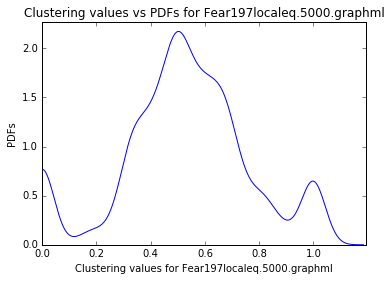 Clustering values vs PDFs for Fear197localeq.5000.graphml
2.0
1.5
1.0
0.5
0.0
PDFs
0.0 0.2 0.4 0.6 0.8 1.0
Clustering values for Fear197localeq.5000.graphml